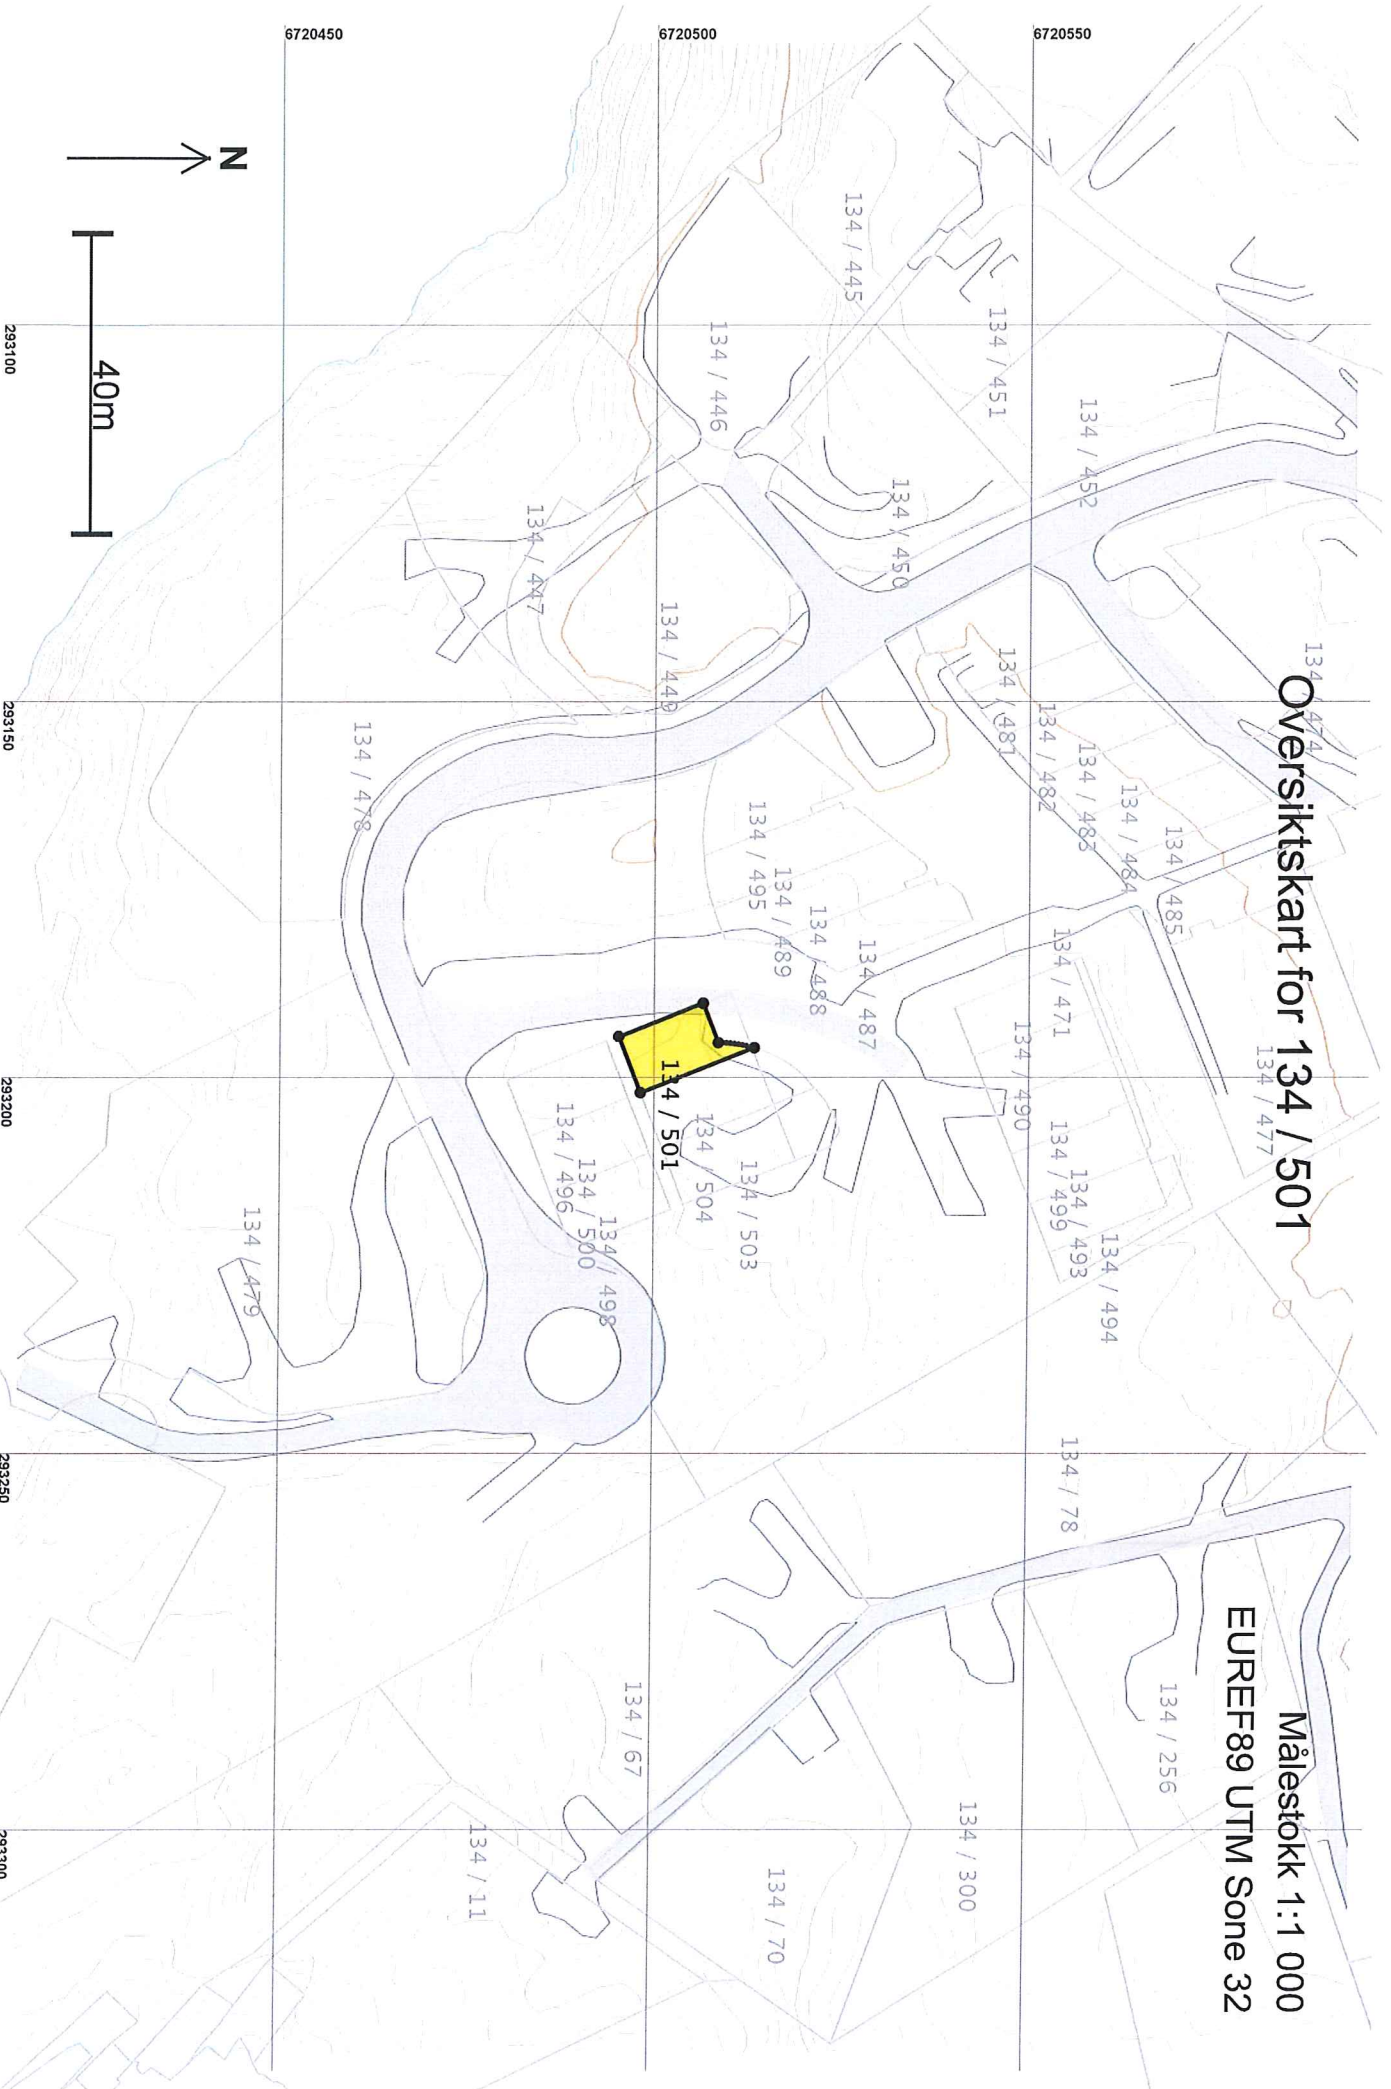 Oversiktskart for 134 / 501
Målestokk 1:1 000
EUREF89 UTM Sone 32
6720450
6720500
6720550
N
40m
293100
293150
293200
293250
293300
134 / 445
134 / 446
134 / 451
134 / 452
134 / 450
134 / 447
134 / 449
134 / 474
134 / 481
134 / 482
134 / 483
134 / 484
134 / 485
134 / 478
134 / 495
134 / 489
134 / 488
134 / 487
134 / 471
134 / 490
134 / 477
134 / 501
134 / 504
134 / 503
134 / 496
134 / 500
134 / 498
134 / 499
134 / 493
134 / 494
134 / 479
134 / 78
134 / 256
134 / 67
134 / 300
134 / 11
134 / 70